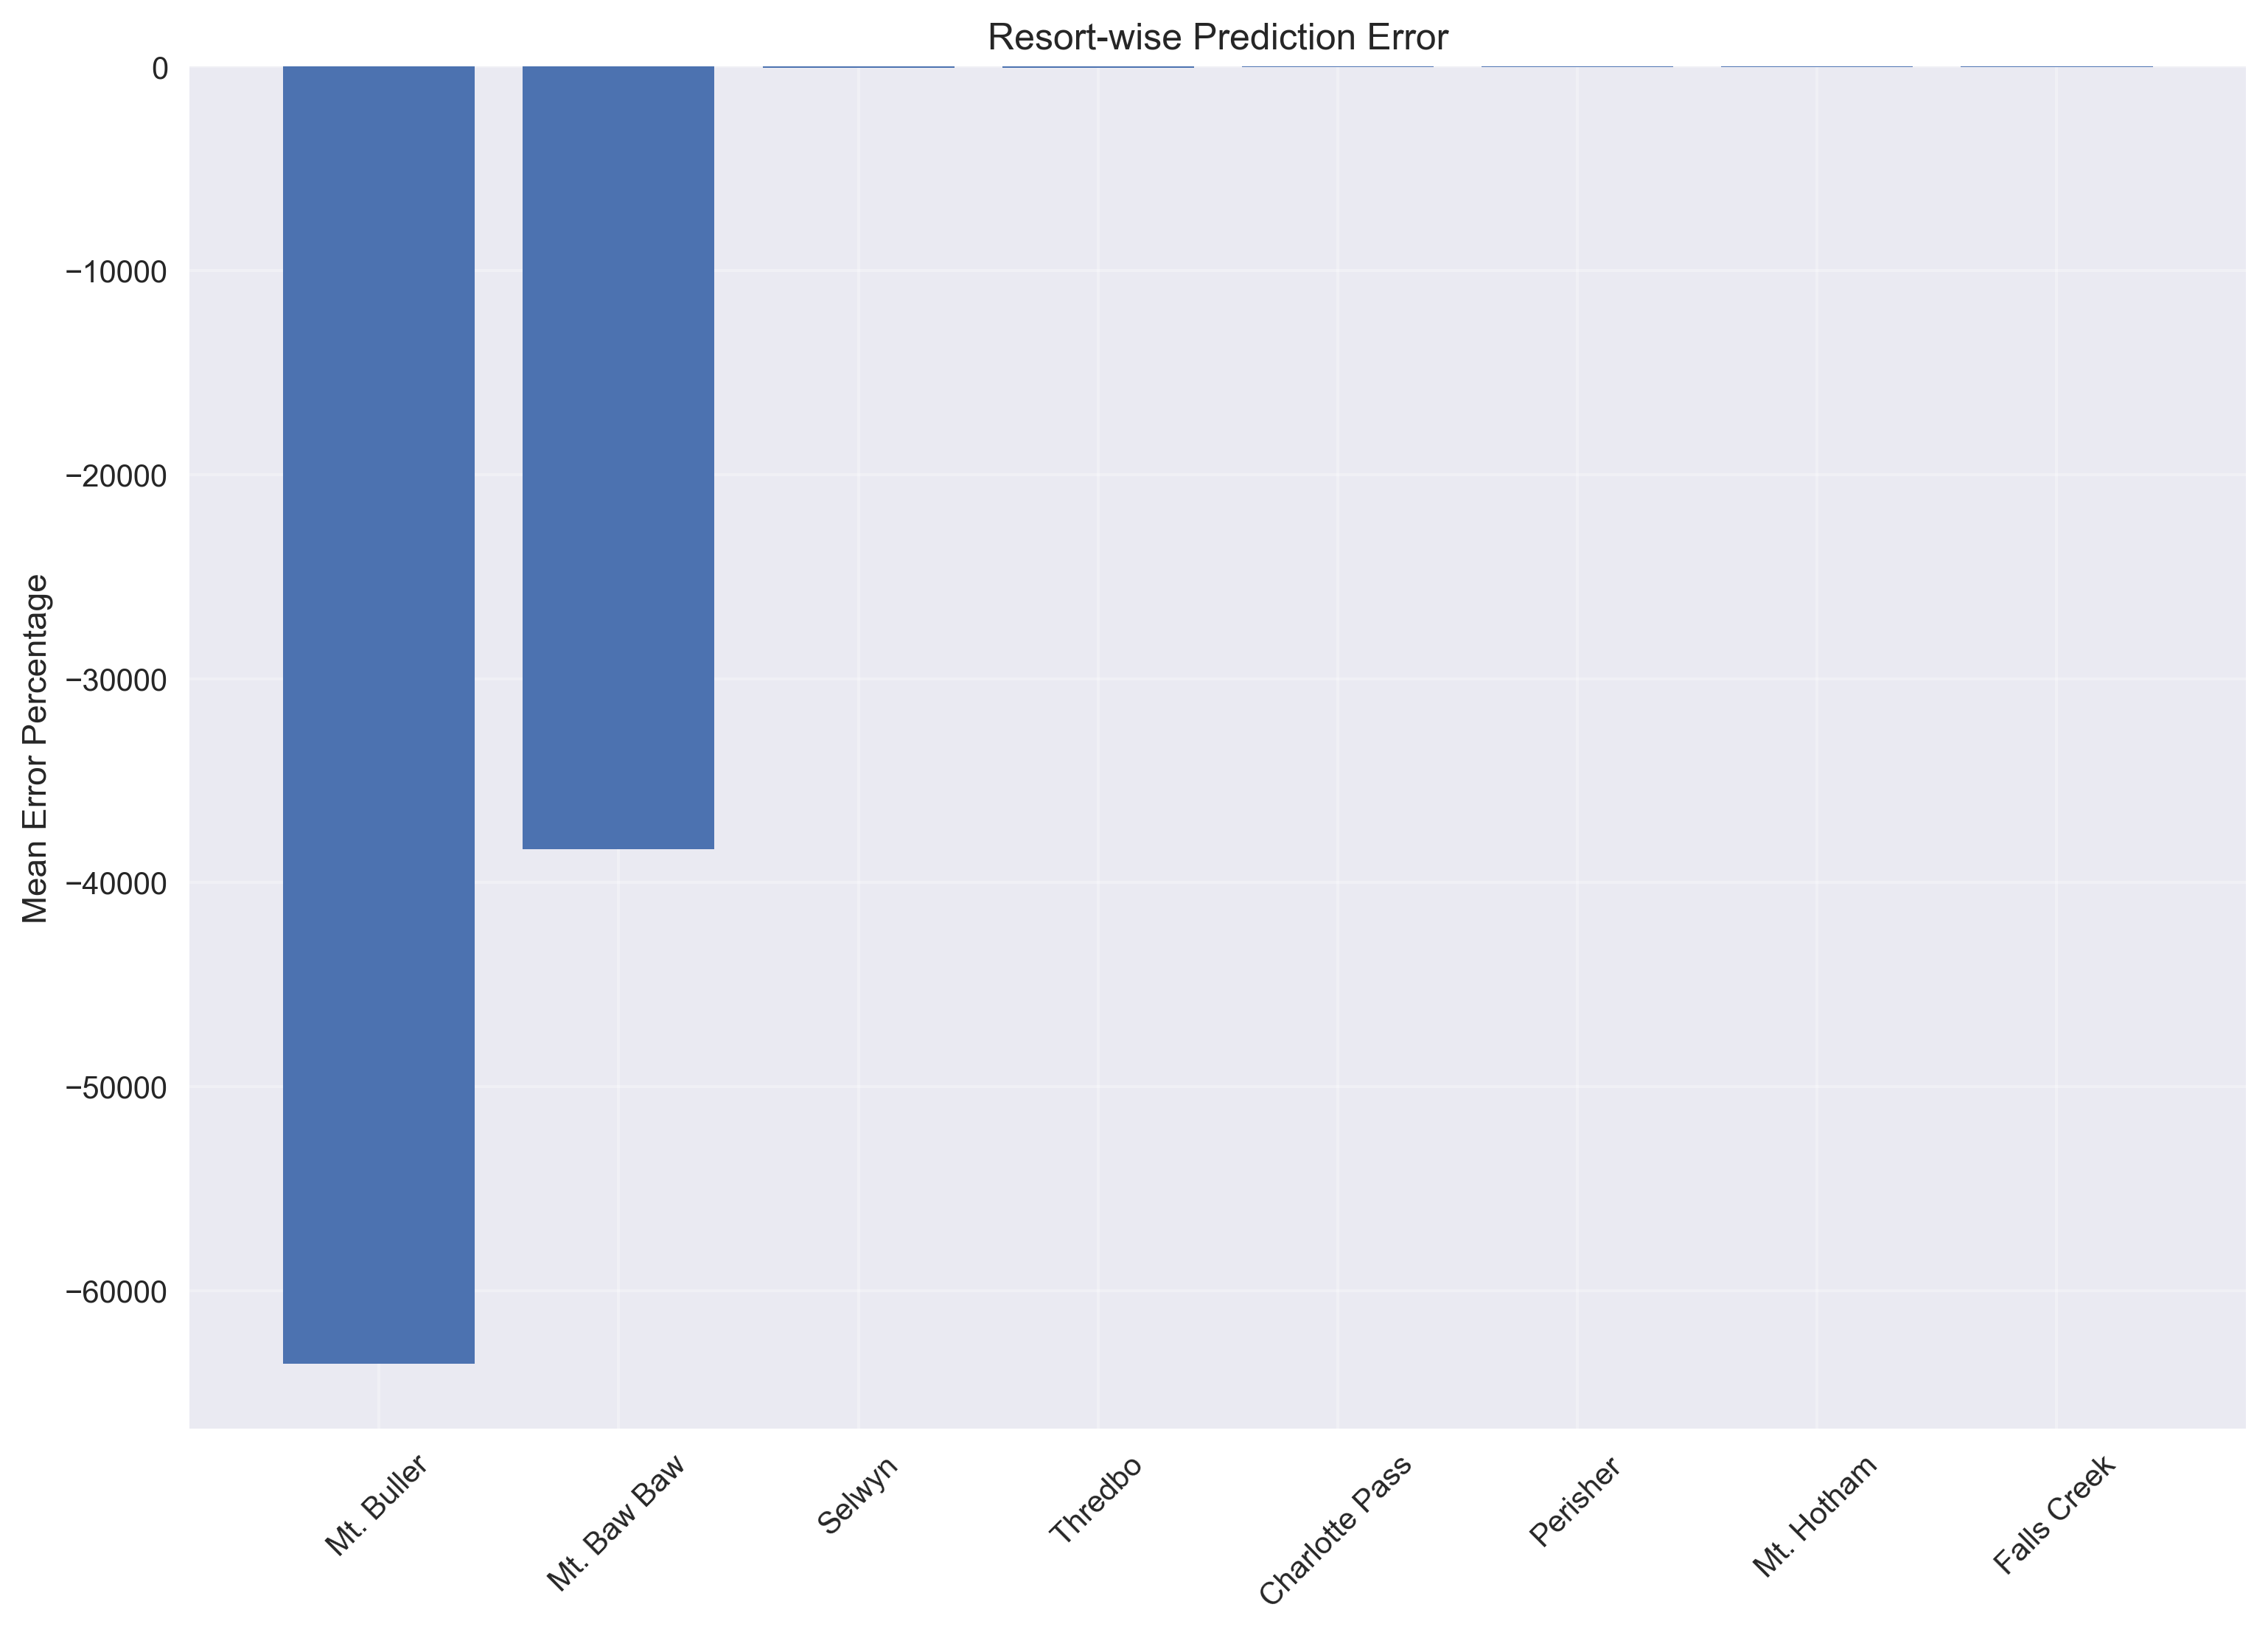 Resort-wise Prediction Error
0
−10000
−20000
−30000
−40000
−50000
−60000
Mean Error Percentage
Mt. Buller
Mt. Baw Baw
Selwyn
Thredbo
Charlotte Pass
Perisher
Mt. Hotham
Falls Creek